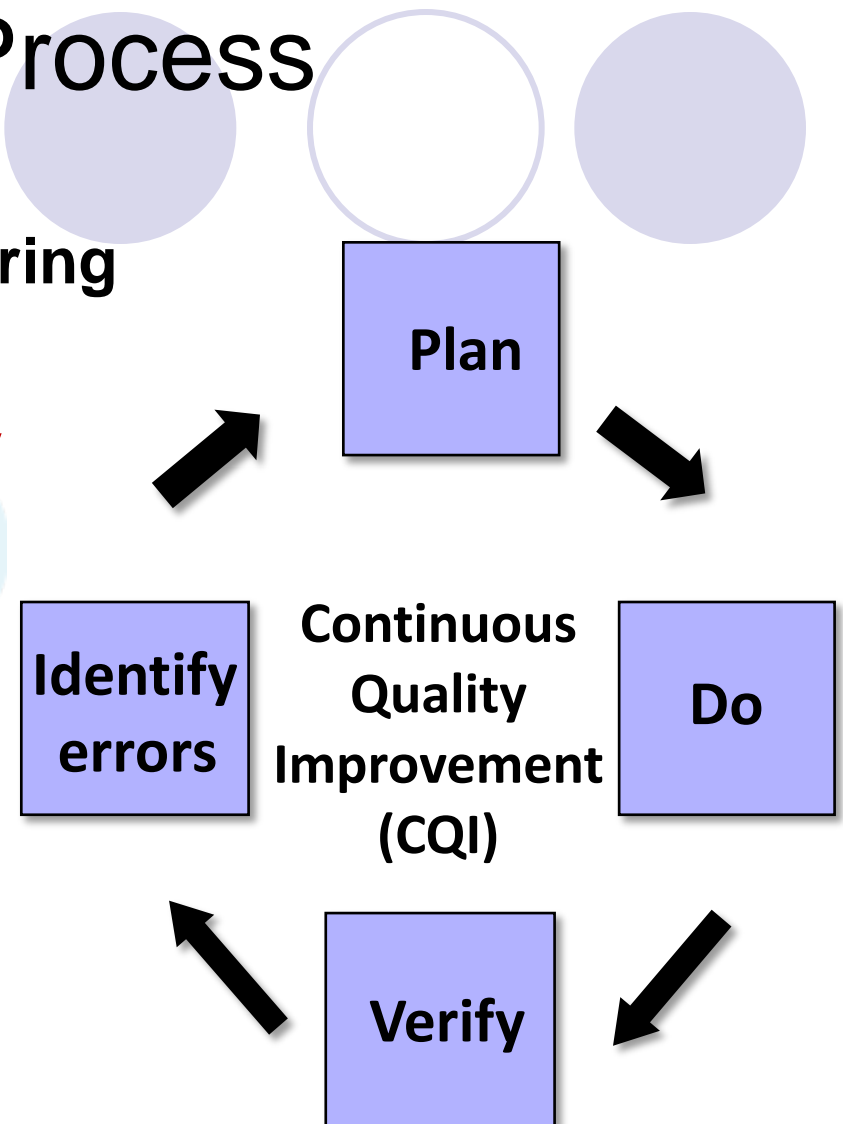 Process
ring
Plan
Identify
errors
Continuous
Quality
Improvement
(CQI)
Do
Verify